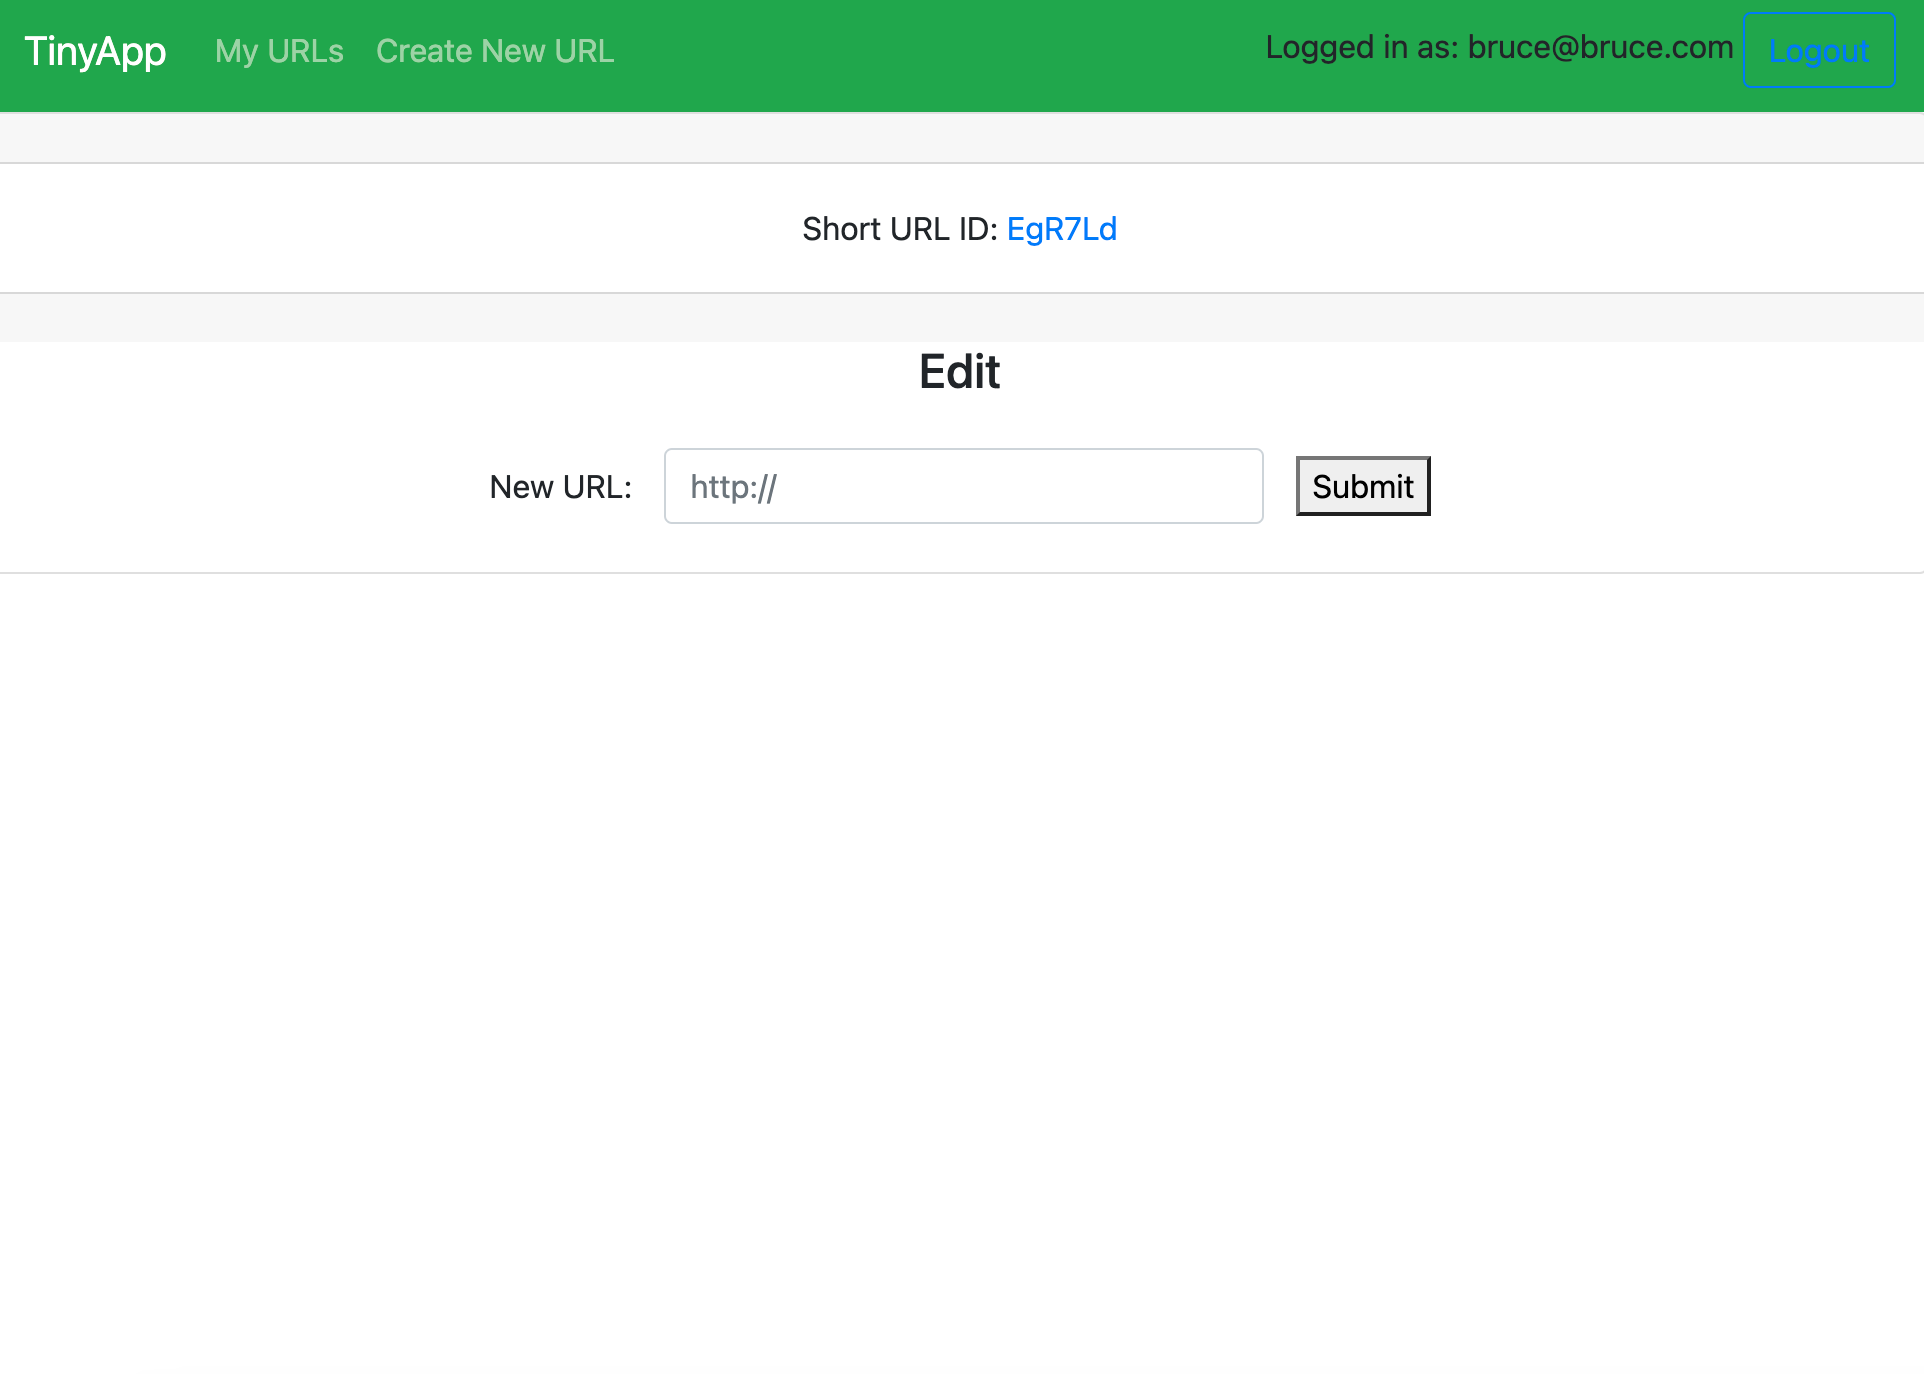 TinyApp My URLs Create New URL Logged in as: bruce@bruce.com Logout
Short URL ID: EgR7Ld
Edit
New URL: http:// Submit